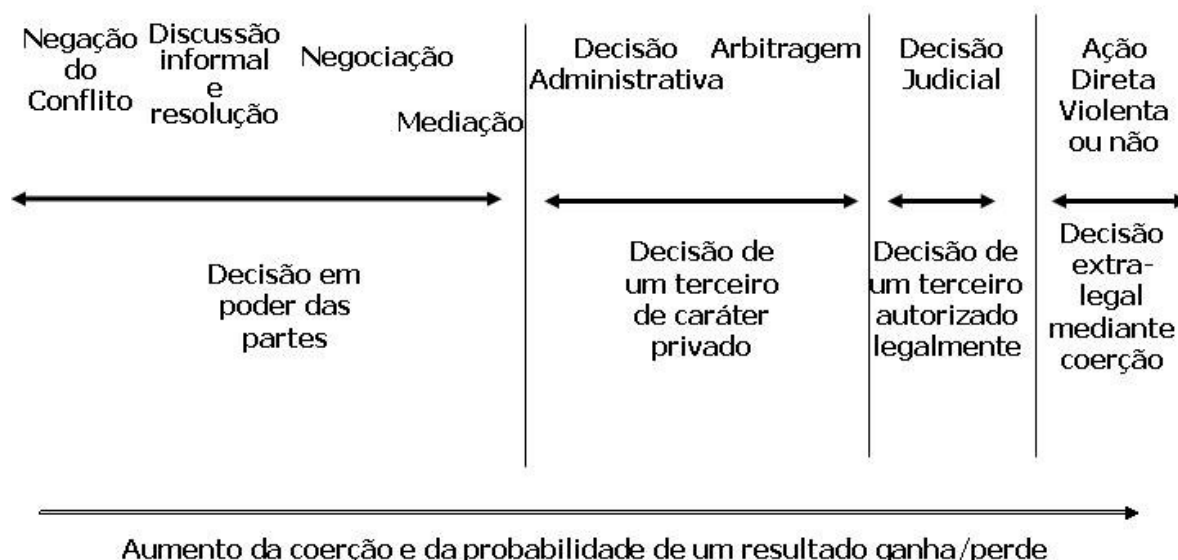 Negação
do
Conflito
Discussão
informal
e
resolução
Negociação
Mediação
Decisão
Administrativa
Arbitragem
Decisão
Judicial
Ação
Direta
Violenta
ou não
Decisão em
poder das
partes
Decisão de
um terceiro
de caráter
privado
Decisão de
um terceiro
autorizado
legalmente
Decisão
extra-
legal
mediante
coerção
Aumento da coerção e da probabilidade de um resultado ganha/perde